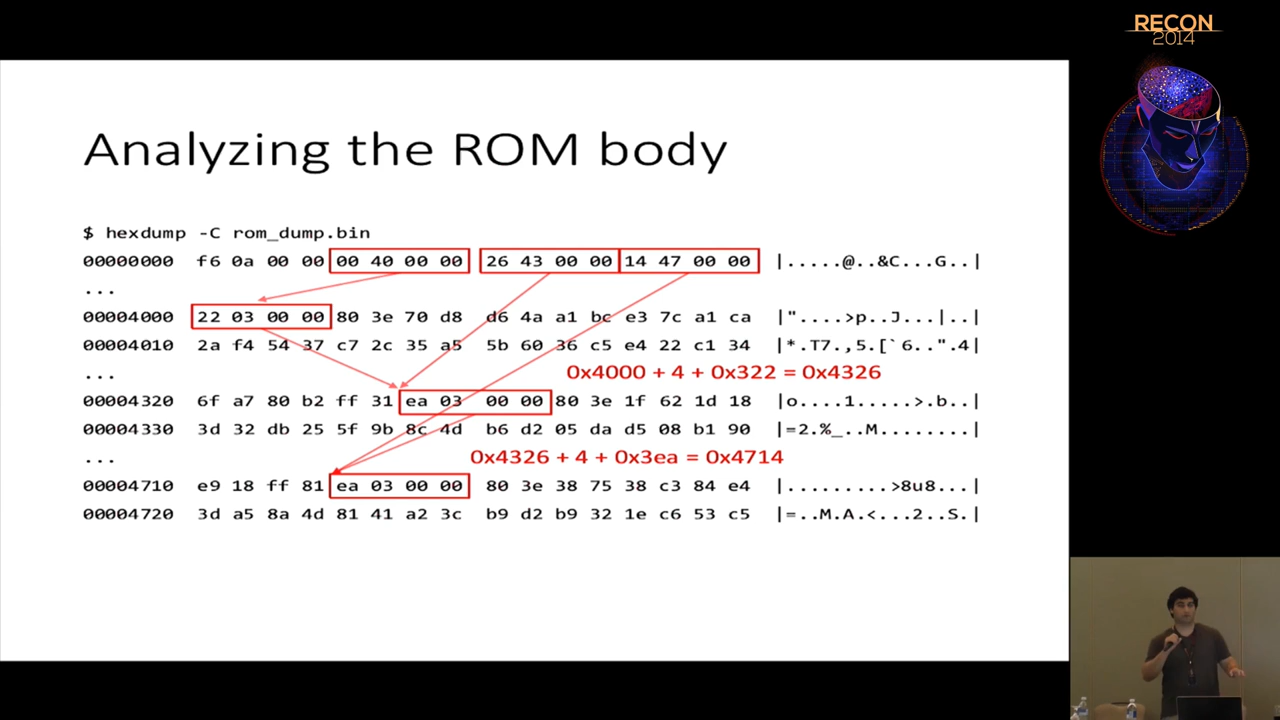 RECON
2014
Analyzing the ROM body
$ hexdump -C rom_dump.bin
00000000 f6 0a 00 00 00 40 00 00 26 43 00 00 14 47 00 00 |.....@..&C...G..|
...
00004000 22 03 00 00 80 3e 70 d8 d6 4a a1 bc e3 7c a1 ca |"....>p..J...|..|
00004010 2a f4 54 37 c7 2c 35 a5 5b 60 36 c5 e4 22 c1 34 |*.T7.,5.[`6..".4|
... 0x4000 + 4 + 0x322 = 0x4326
00004320 6f a7 80 b2 ff 31 ea 03 00 00 80 3e 1f 62 1d 18 |o....1.....>.b..|
00004330 3d 32 db 25 5f 9b 8c 4d b6 d2 05 da d5 08 b1 90 |=2.%_..M........|
... 0x4326 + 4 + 0x3ea = 0x4714
00004710 e9 18 ff 81 ea 03 00 00 80 3e 38 75 38 c3 84 e4 |.........>8u8...|
00004720 3d a5 8a 4d 81 41 a2 3c b9 d2 b9 32 1e c6 53 c5 |=..M.A.<...2..S.|